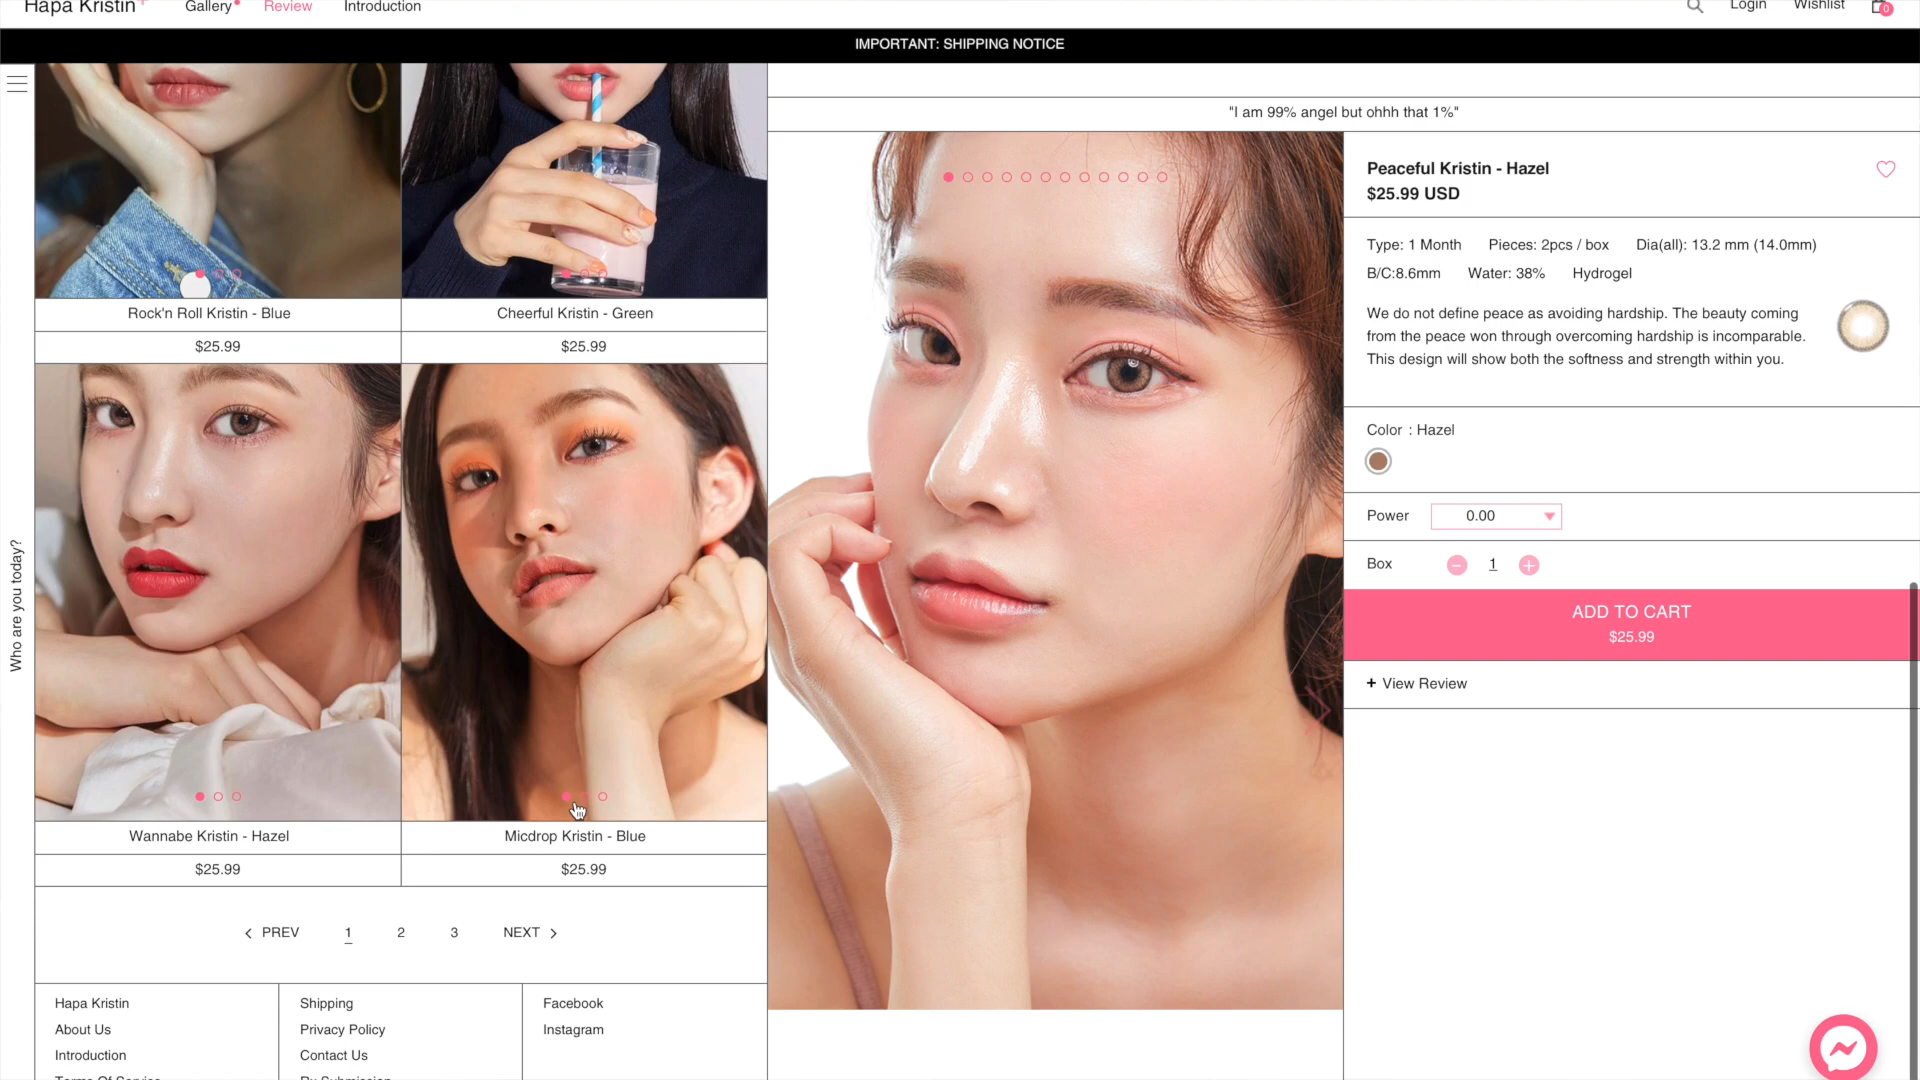 Hapa Kristin+
Gallery
Review
Introduction
Login
Wishlist
0
IMPORTANT: SHIPPING NOTICE
Who are you today?
Rock'n Roll Kristin - Blue
$25.99
Cheerful Kristin - Green
$25.99
Wannabe Kristin - Hazel
$25.99
Micdrop Kristin - Blue
$25.99
PREV 1 2 3 NEXT
Hapa Kristin
About Us
Introduction
Terms Of Service
Shipping
Privacy Policy
Contact Us
Rx Submission
Facebook
Instagram
"I am 99% angel but ohhh that 1%"
Peaceful Kristin - Hazel
$25.99 USD
Type: 1 Month Pieces: 2pcs / box Dia(all): 13.2 mm (14.0mm)
B/C:8.6mm Water: 38% Hydrogel
We do not define peace as avoiding hardship. The beauty coming
from the peace won through overcoming hardship is incomparable.
This design will show both the softness and strength within you.
Color : Hazel
Power 0.00
Box − 1 +
ADD TO CART
$25.99
+ View Review